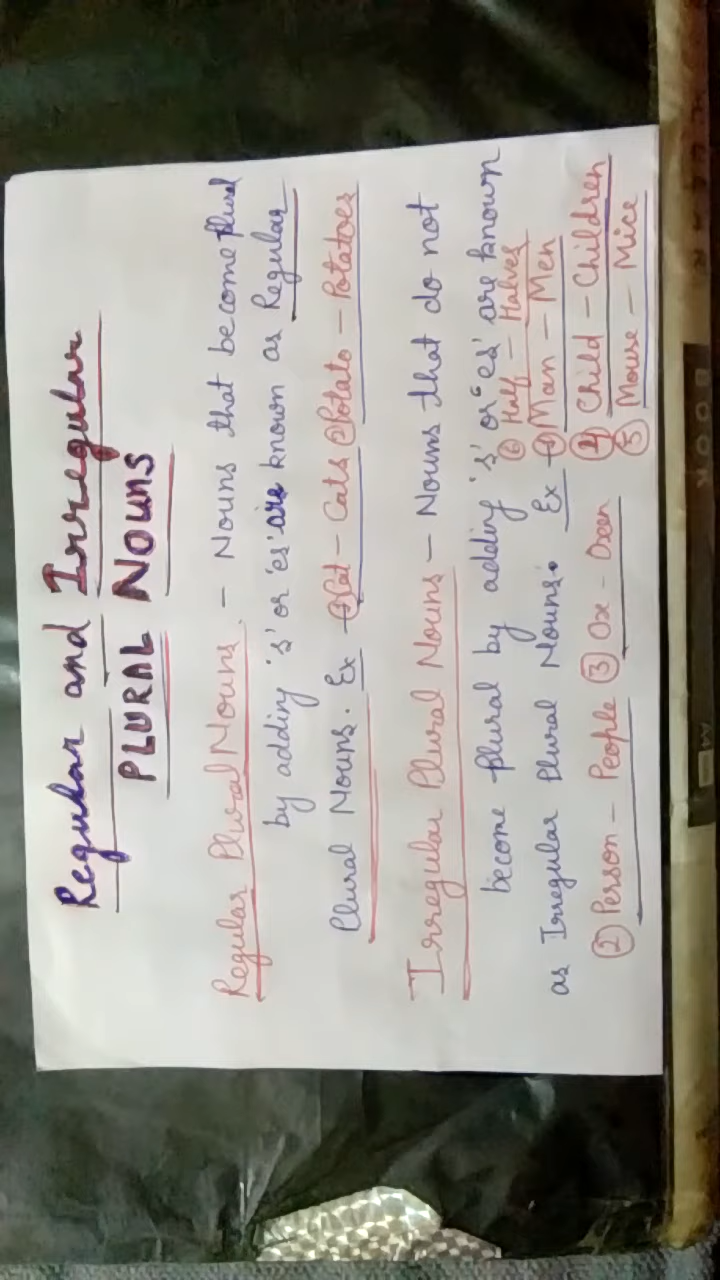 Regular and Irregular
PLURAL NOUNS
Regular Plural Nouns. - Nouns that become plural
by adding 's' or 'es' are known as Regular
Plural Nouns. Ex ① Cat - Cats ② Potato - Potatoes
Irregular Plural Nouns - Nouns that do not
become plural by adding 's' or "es' are known
as Irregular Plural Nouns. Ex ① Man - Men
⑥ Half - Halves
② Person - People ③ Ox - Oxen ④ Child - Children
⑤ Mouse - Mice